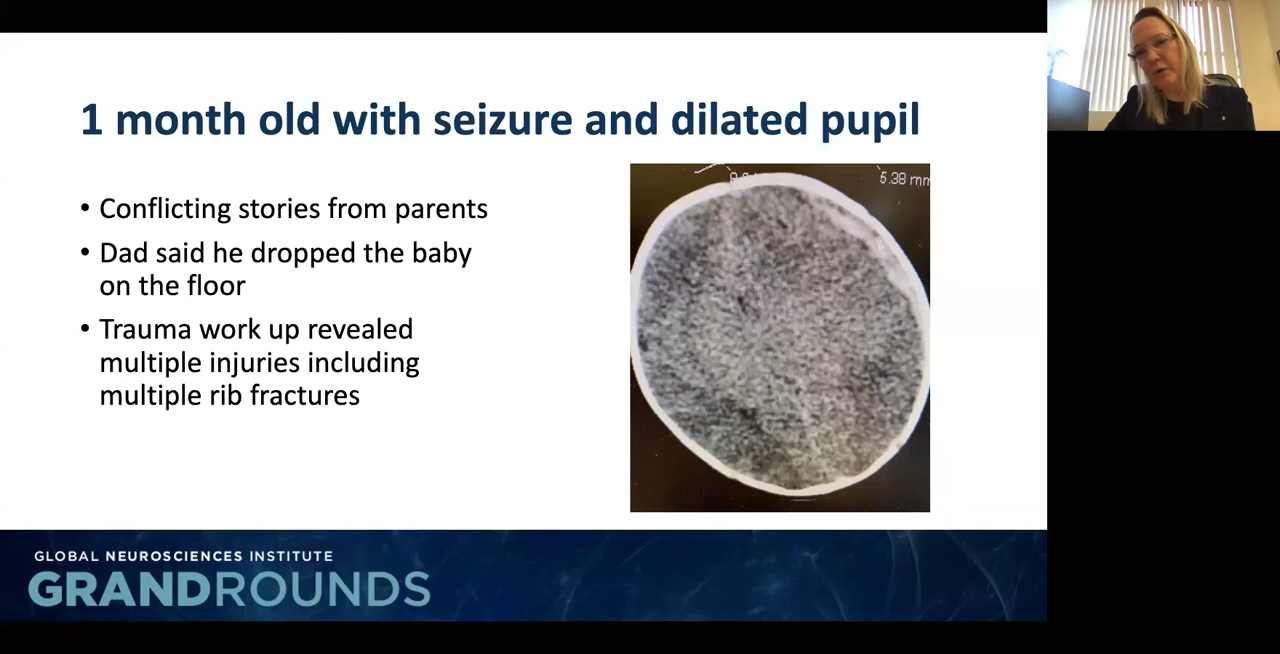 1 month old with seizure and dilated pupil
• Conflicting stories from parents
• Dad said he dropped the baby
on the floor
• Trauma work up revealed
multiple injuries including
multiple rib fractures
5.38 mm
GLOBAL NEUROSCIENCES INSTITUTE
GRANDROUNDS